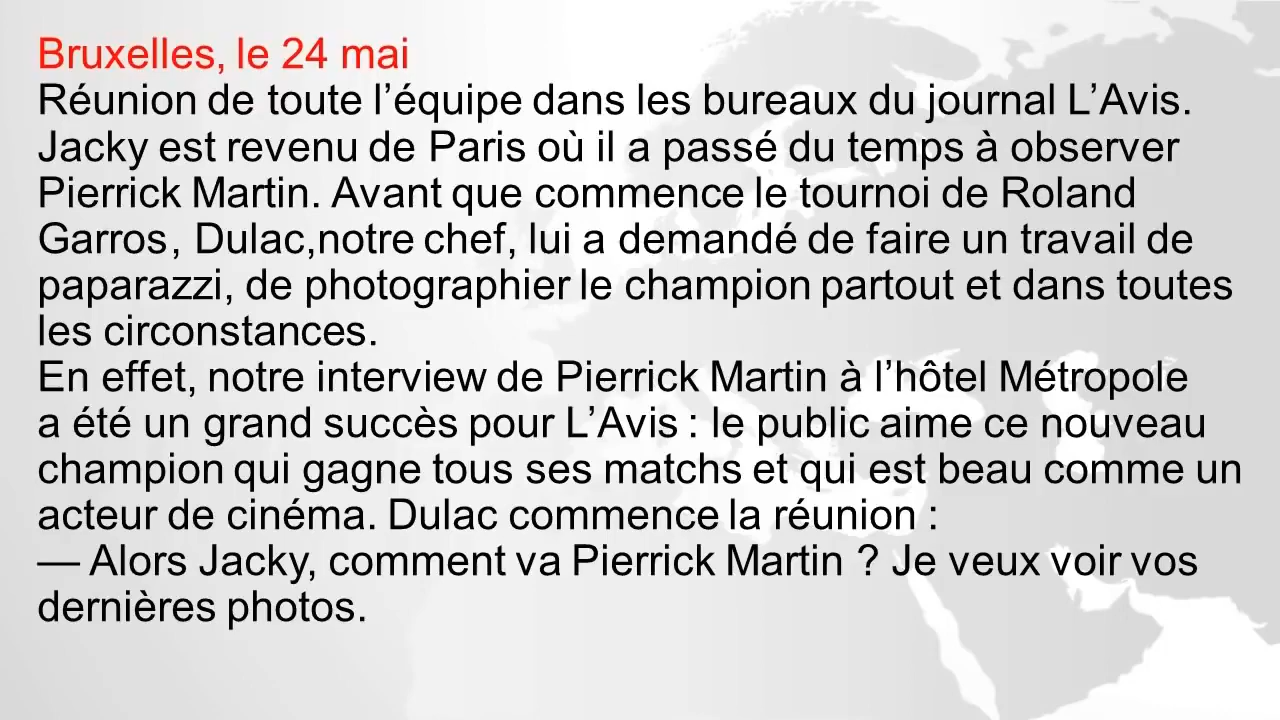 Bruxelles, le 24 mai
Réunion de toute l’équipe dans les bureaux du journal L’Avis.
Jacky est revenu de Paris où il a passé du temps à observer
Pierrick Martin. Avant que commence le tournoi de Roland
Garros, Dulac,notre chef, lui a demandé de faire un travail de
paparazzi, de photographier le champion partout et dans toutes
les circonstances.
En effet, notre interview de Pierrick Martin à l’hôtel Métropole
a été un grand succès pour L’Avis : le public aime ce nouveau
champion qui gagne tous ses matchs et qui est beau comme un
acteur de cinéma. Dulac commence la réunion :
— Alors Jacky, comment va Pierrick Martin ? Je veux voir vos
dernières photos.